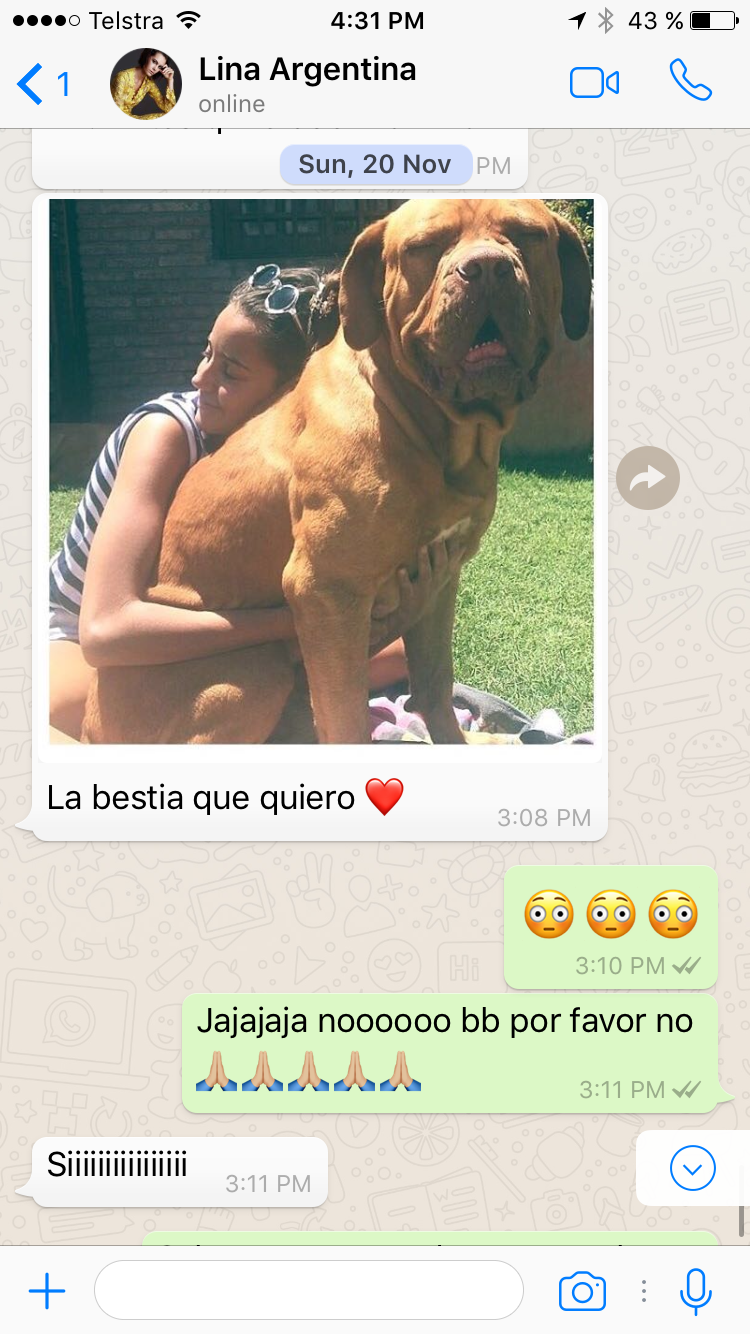 Telstra 4:31 PM 43 %
1 Lina Argentina
online
Sun, 20 Nov PM
La bestia que quiero ❤️
3:08 PM
😳😳😳
3:10 PM
Jajajaja noooooo bb por favor no
🙏🏼🙏🏼🙏🏼🙏🏼🙏🏼 3:11 PM
Siiiiiiiiiiiiiiii
3:11 PM